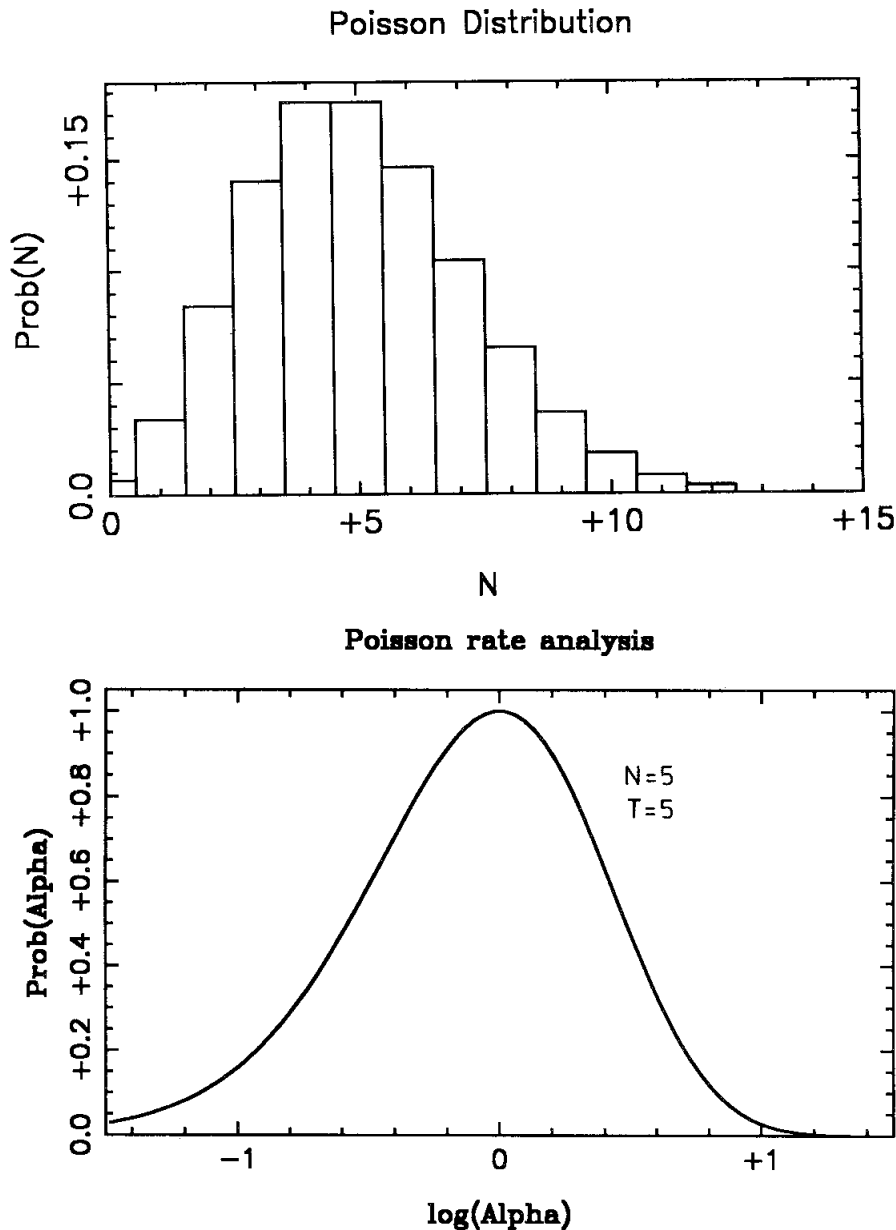 Poisson Distribution
Prob(N)
+0.15
0.0
0 +5 +10 +15
N
Poisson rate analysis
Prob(Alpha)
+1.0
+0.8
+0.6
+0.4
+0.2
0.0
N=5
T=5
-1 0 +1
log(Alpha)